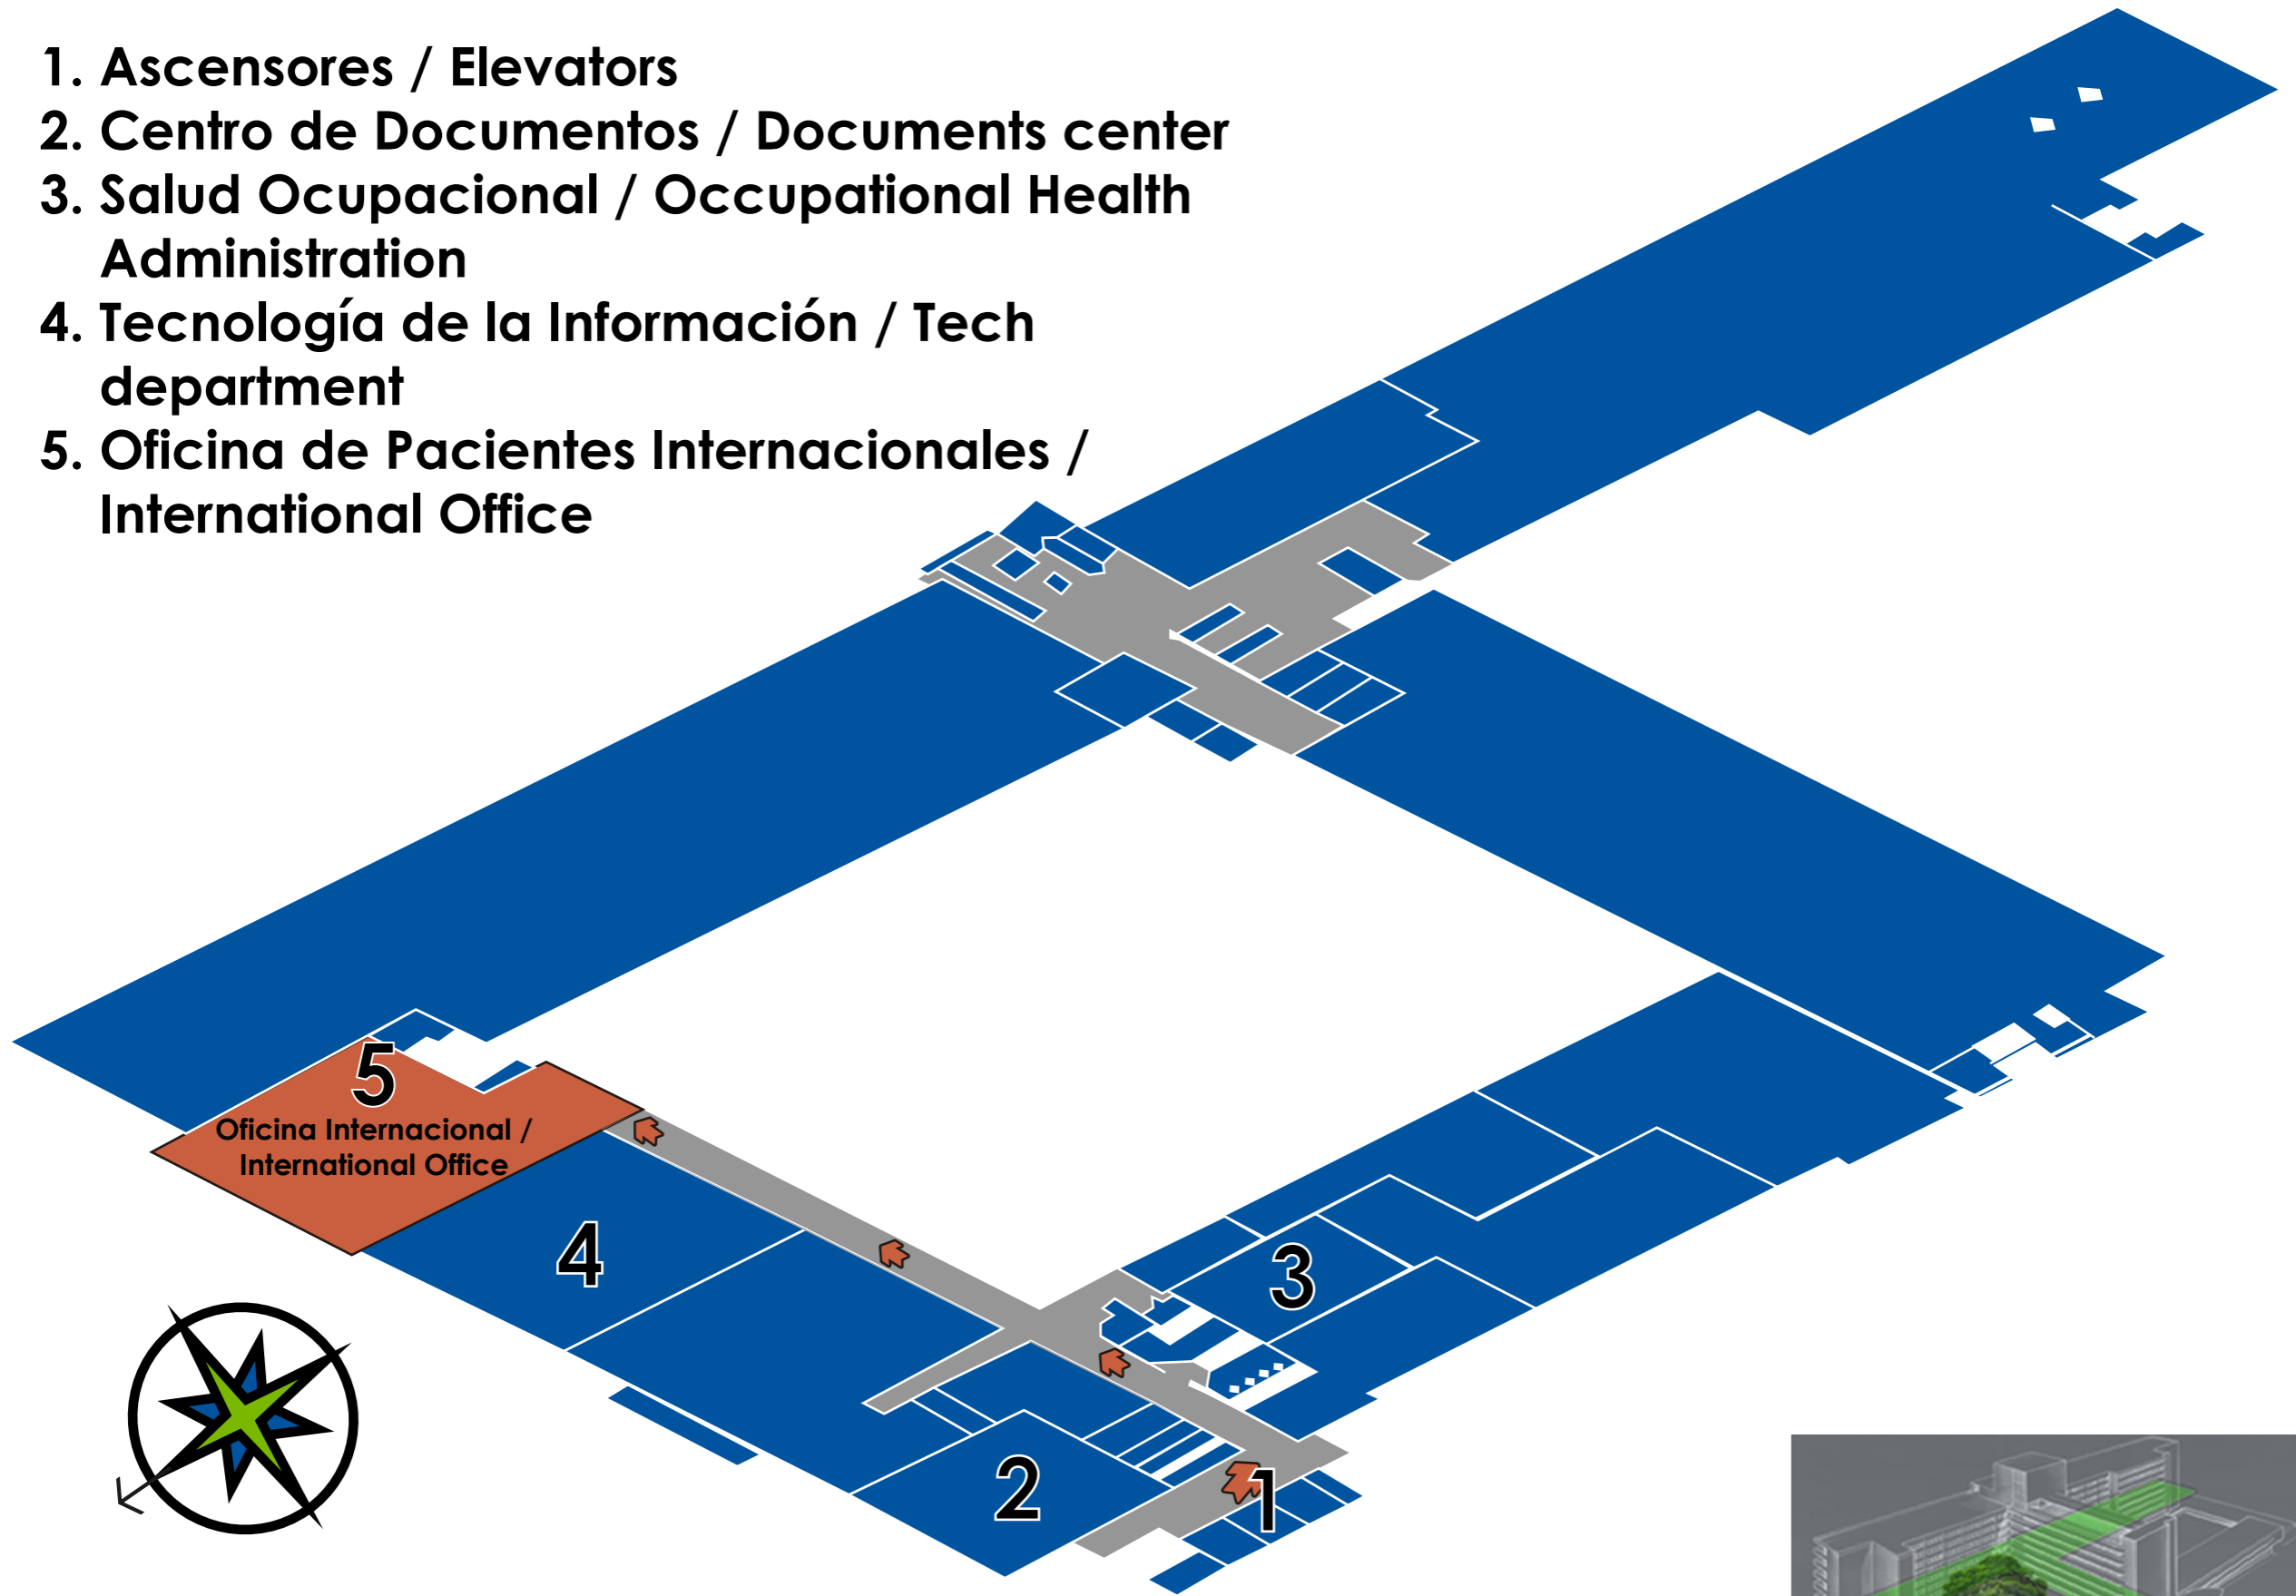 1. Ascensores / Elevators
2. Centro de Documentos / Documents center
3. Salud Ocupacional / Occupational Health
Administration
4. Tecnología de la Información / Tech
department
5. Oficina de Pacientes Internacionales /
International Office
5
Oficina Internacional /
International Office
4
3
2
1